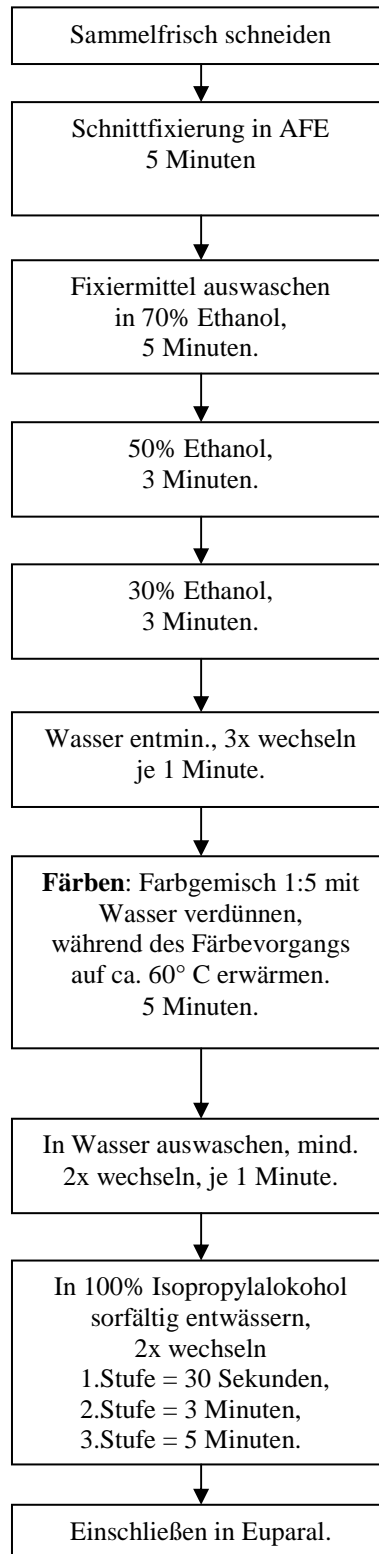 Sammelfrisch schneiden
Schnittfixierung in AFE
5 Minuten
Fixiermittel auswaschen
in 70% Ethanol,
5 Minuten.
50% Ethanol,
3 Minuten.
30% Ethanol,
3 Minuten.
Wasser entmin., 3x wechseln
je 1 Minute.
Färben: Farbgemisch 1:5 mit
Wasser verdünnen,
während des Färbevorgangs
auf ca. 60° C erwärmen.
5 Minuten.
In Wasser auswaschen, mind.
2x wechseln, je 1 Minute.
In 100% Isopropylalokohol
sorfältig entwässern,
2x wechseln
1.Stufe = 30 Sekunden,
2.Stufe = 3 Minuten,
3.Stufe = 5 Minuten.
Einschließen in Euparal.